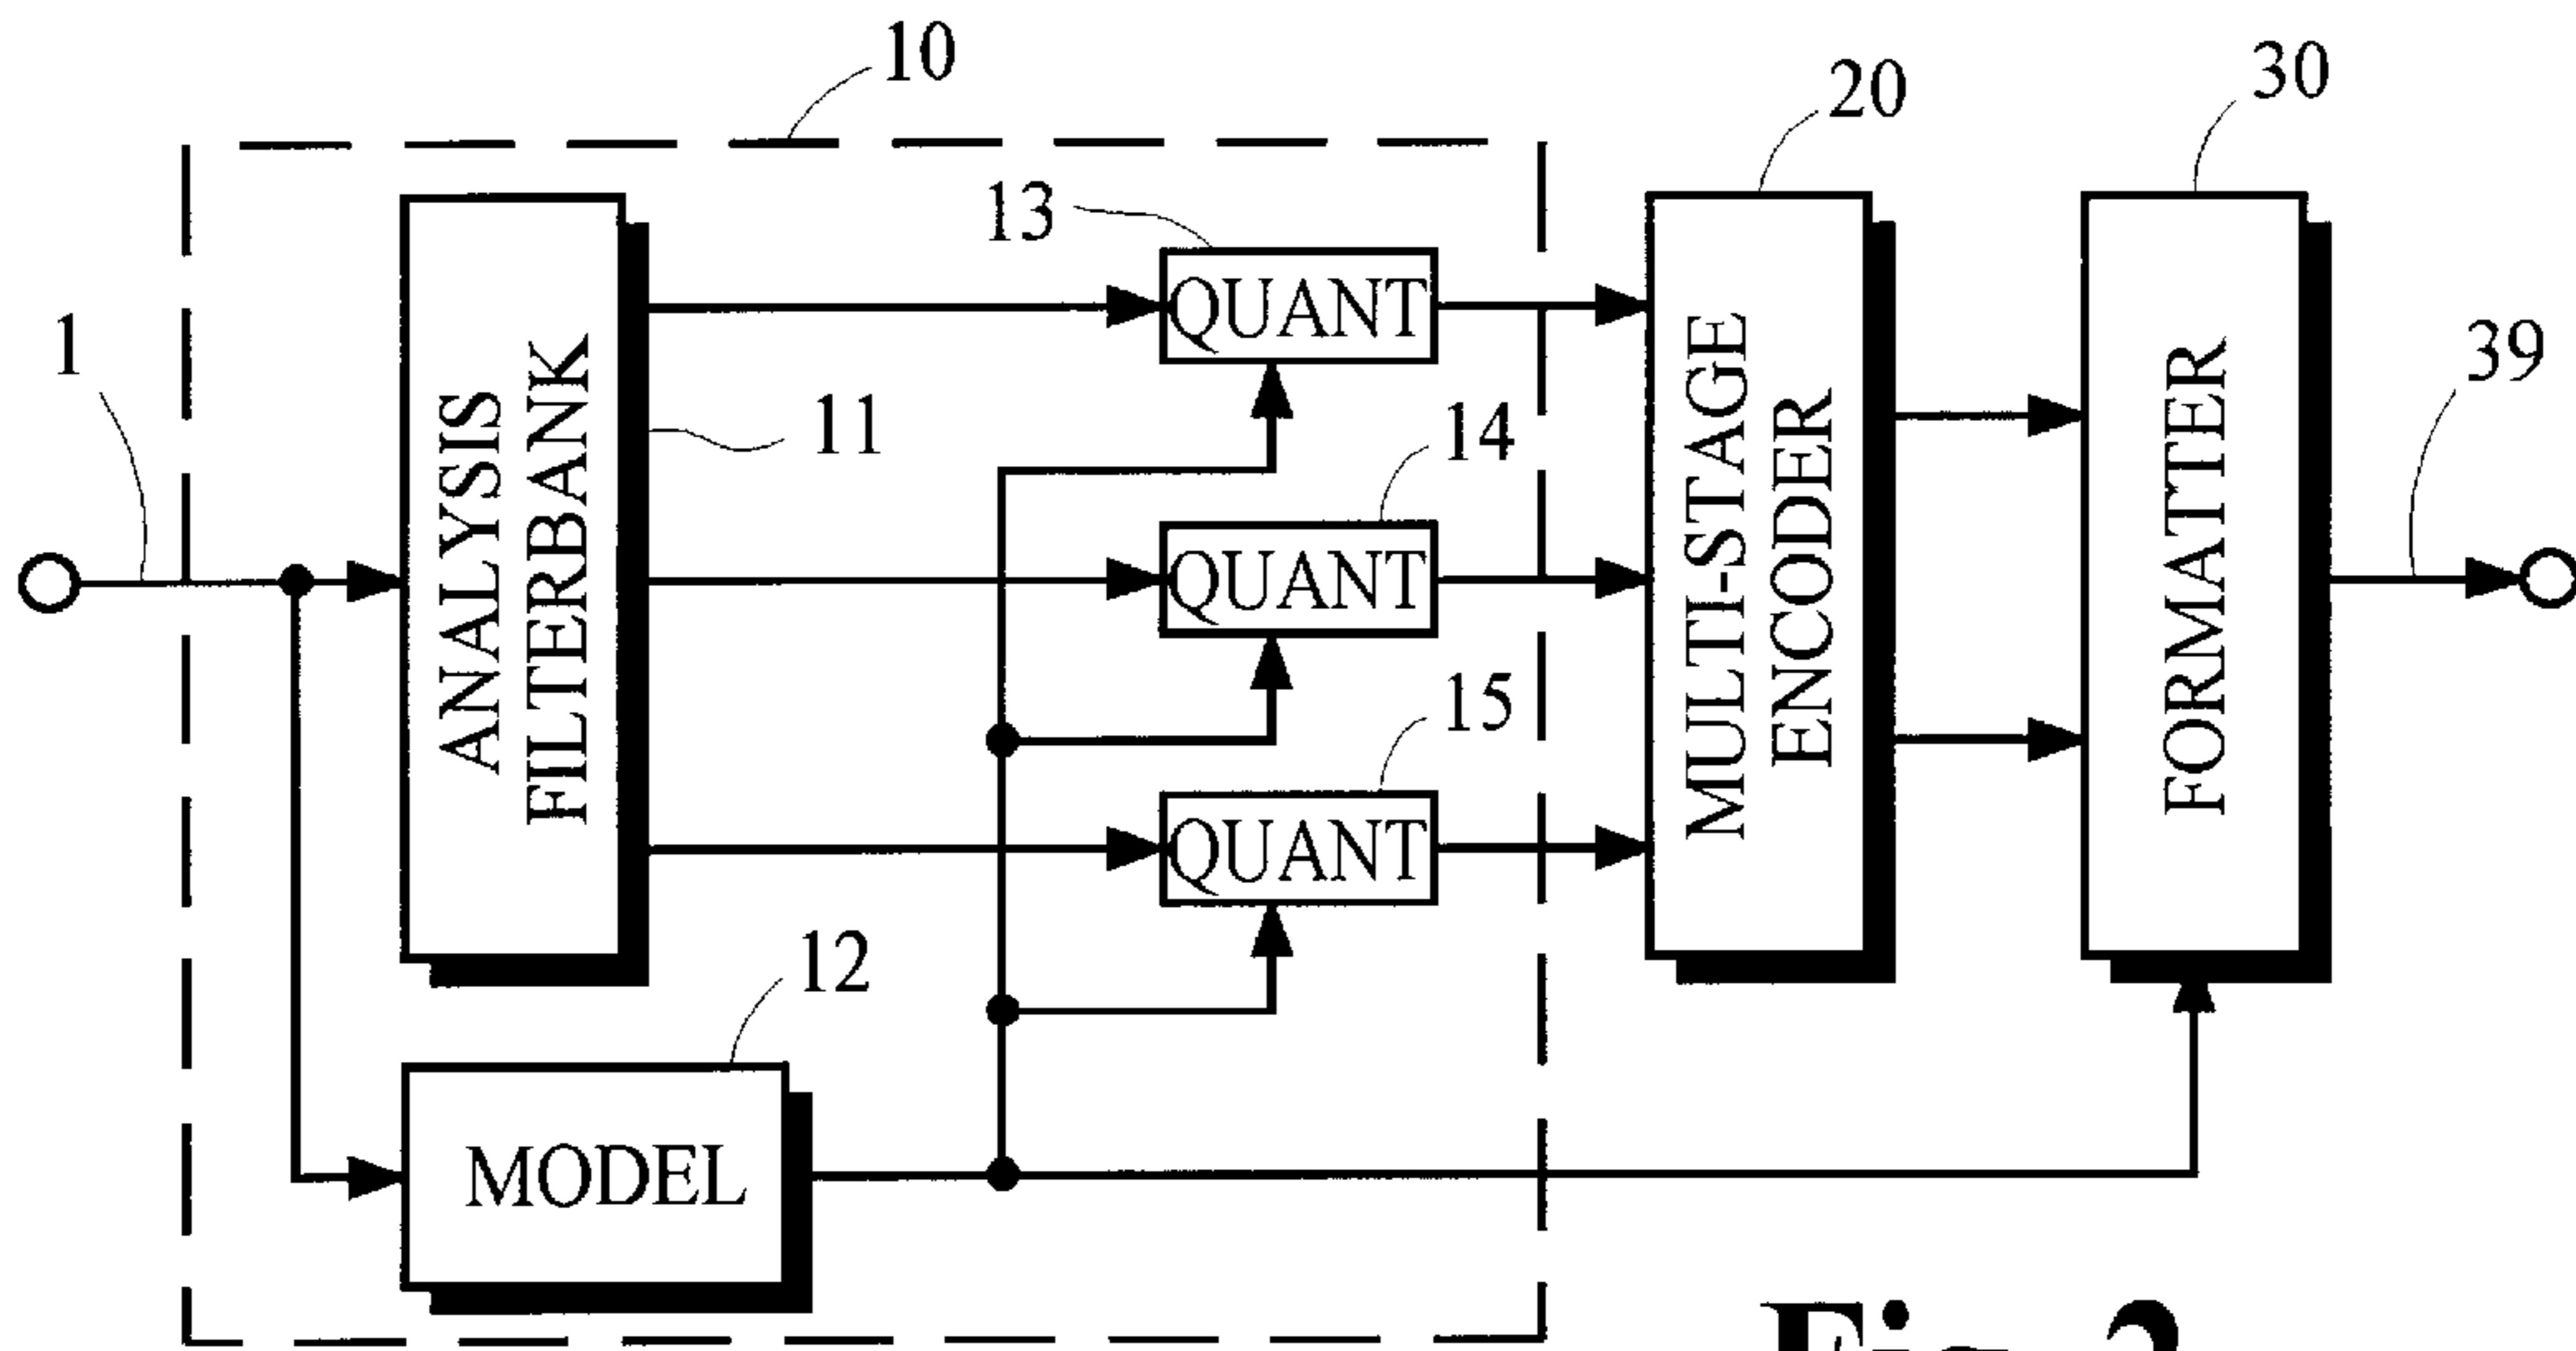 10
20
30
13
1
39
QUANT
11
14
ANALYSIS
FILTERBANK
QUANT
MULTI-STAGE
ENCODER
FORMATTER
15
QUANT
12
MODEL